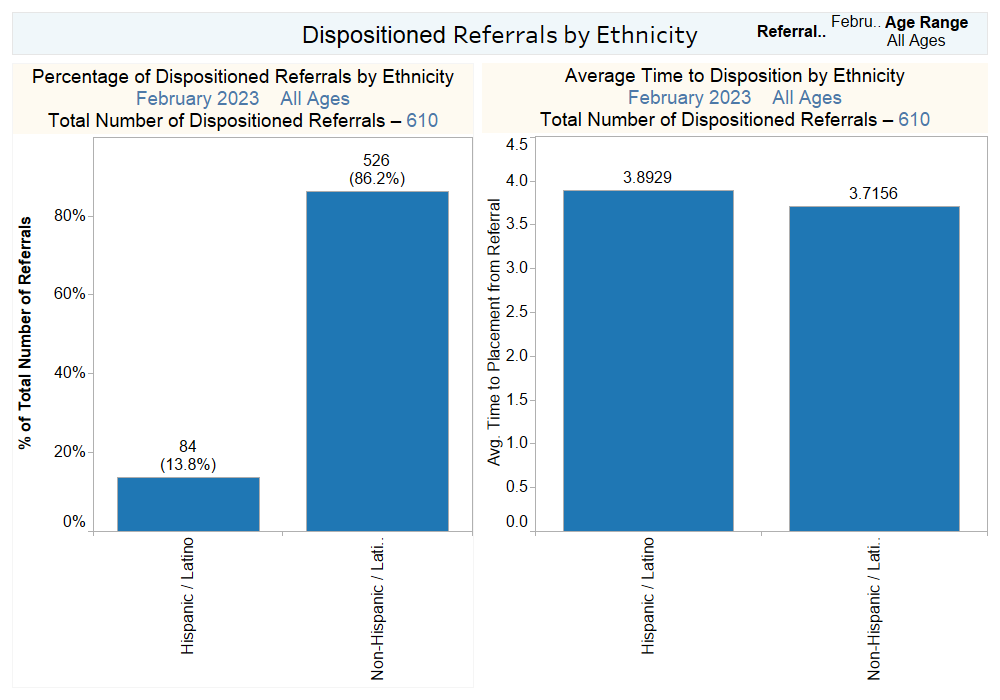 Dispositioned Referrals by Ethnicity
Referral..
Febru..
Age Range
All Ages
Percentage of Dispositioned Referrals by Ethnicity
February 2023 All Ages
Total Number of Dispositioned Referrals – 610
% of Total Number of Referrals
80%
60%
40%
20%
0%
84
(13.8%)
526
(86.2%)
Hispanic / Latino
Non-Hispanic / Lati..
Average Time to Disposition by Ethnicity
February 2023 All Ages
Total Number of Dispositioned Referrals – 610
Avg. Time to Placement from Referral
4.5
4.0
3.5
3.0
2.5
2.0
1.5
1.0
0.5
0.0
3.8929
3.7156
Hispanic / Latino
Non-Hispanic / Lati..